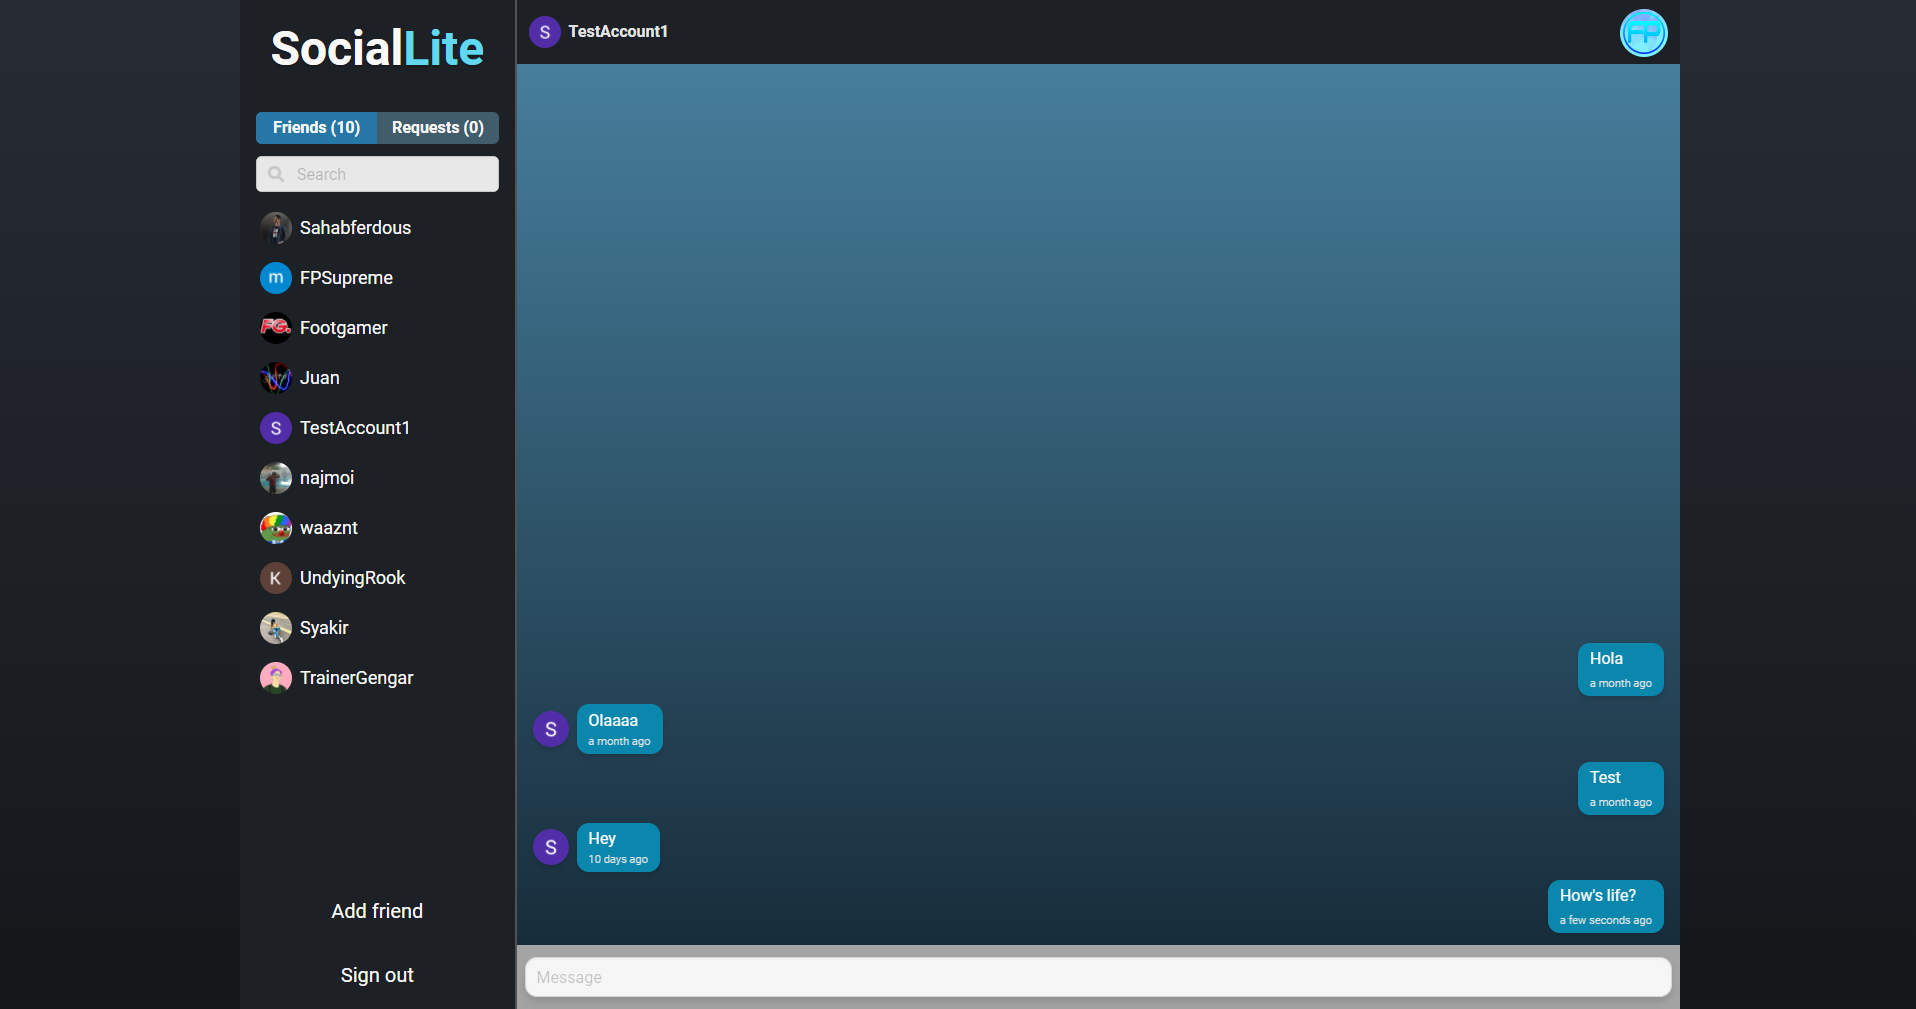 SocialLite
Friends (10)
Requests (0)
Search
Sahabferdous
m
FPSupreme
FG.
Footgamer
Juan
S
TestAccount1
najmoi
waaznt
K
UndyingRook
Syakir
TrainerGengar
Add friend
Sign out
S
TestAccount1
FP
Hola
a month ago
S
Olaaaa
a month ago
Test
a month ago
S
Hey
10 days ago
How's life?
a few seconds ago
Message